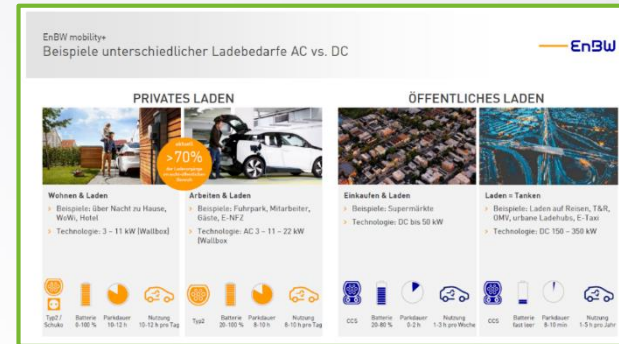 EnBW mobility+
Beispiele unterschiedlicher Ladebedarfe AC vs. DC
EnBW
PRIVATES LADEN
aktuell
>70%
der Ladevorgänge
Bereich
Wohnen & Laden
› Beispiele: über Nacht zu Hause,
WoWi, Hotel
› Technologie: 3 – 11 kW (Wallbox)
Typ2 /
Schuko
Batterie
0-100 %
Parkdauer
10-12 h
Nutzung
10-12 h pro Tag
Arbeiten & Laden
› Beispiele: Fuhrpark, Mitarbeiter,
Gäste, E-NFZ
› Technologie: AC 3 – 11 – 22 kW
(Wallbox
Typ2
Batterie
20-100 %
Parkdauer
8-10 h
Nutzung
8-10 h pro Tag
ÖFFENTLICHES LADEN
Einkaufen & Laden
› Beispiele: Supermärkte
› Technologie: DC bis 50 kW
CCS
Batterie
20-80 %
Parkdauer
0-2 h
Nutzung
1-3 h pro Woche
Laden = Tanken
› Beispiele: Laden auf Reisen, T&R,
OMV, urbane Ladehubs, E-Taxi
› Technologie: DC 150 – 350 kW
CCS
Batterie
fast leer
Parkdauer
8-10 min
Nutzung
1-5 h pro Jahr